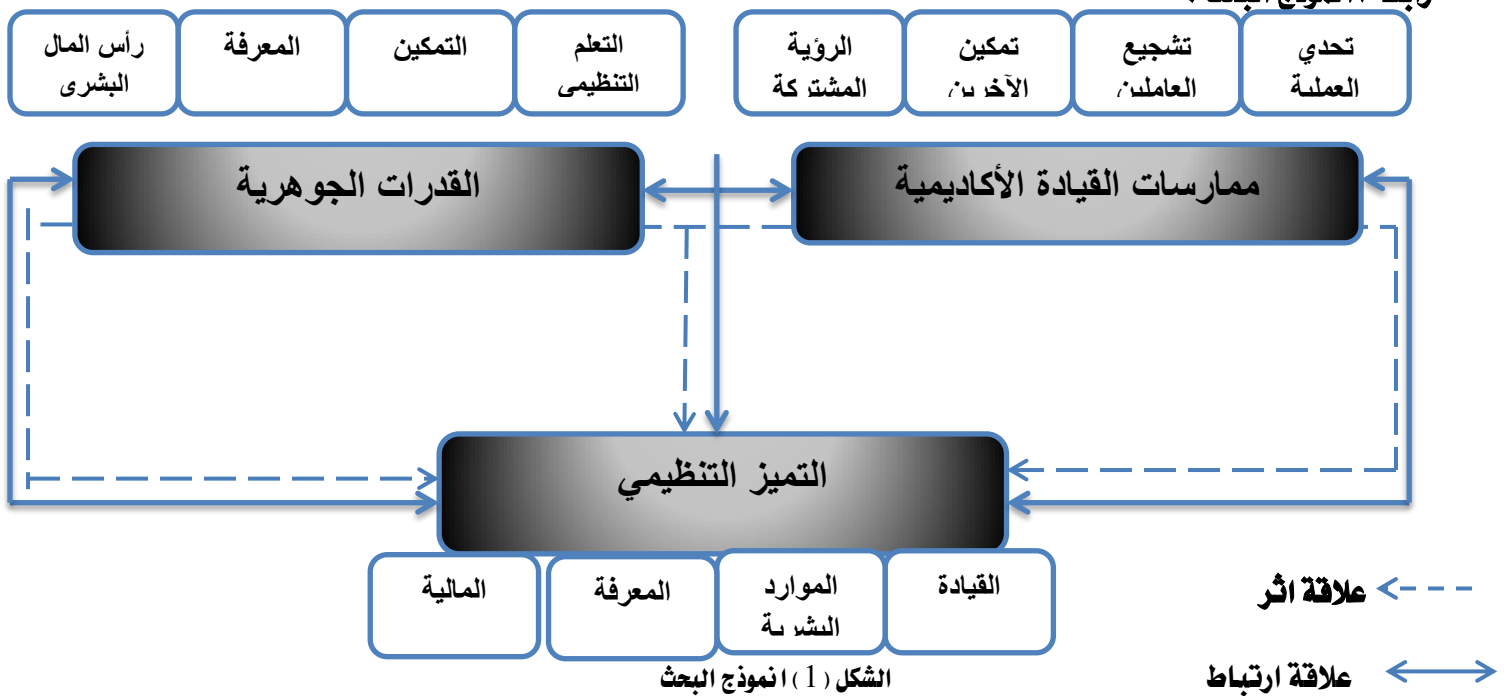 تحدي
العملية
تشجيع
العاملين
تمكين
الآخرين
الرؤية
المشتركة
التعلم
التنظيمي
التمكين
المعرفة
رأس المال
البشري
ممارسات القيادة الأكاديمية
القدرات الجوهرية
التميز التنظيمي
القيادة
الموارد
البشرية
المعرفة
المالية
علاقة اثر
علاقة ارتباط
الشكل (1) انموذج البحث